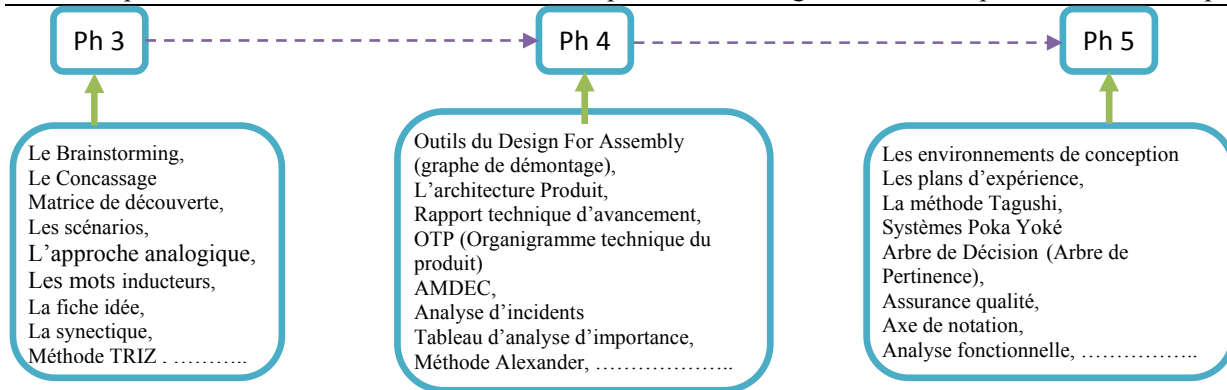 Ph 3
Ph 4
Ph 5
Le Brainstorming,
Le Concassage
Matrice de découverte,
Les scénarios,
L’approche analogique,
Les mots inducteurs,
La fiche idée,
La synectique,
Méthode TRIZ . ………..
Outils du Design For Assembly
(graphe de démontage),
L’architecture Produit,
Rapport technique d’avancement,
OTP (Organigramme technique du
produit)
AMDEC,
Analyse d’incidents
Tableau d’analyse d’importance,
Méthode Alexander, ………………..
Les environnements de conception
Les plans d’expérience,
La méthode Tagushi,
Systèmes Poka Yoké
Arbre de Décision (Arbre de
Pertinence),
Assurance qualité,
Axe de notation,
Analyse fonctionnelle, ……………..